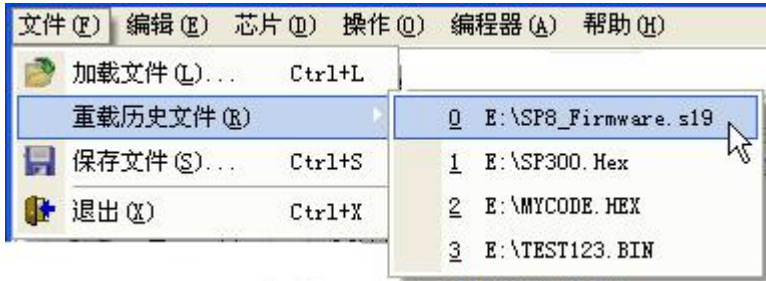 文件(F) 编辑(E) 芯片(D) 操作(O) 编程器(A) 帮助(H)
加载文件(L)... Ctrl+L
重载历史文件(R)
0 E:\SP8_Firmware.s19
保存文件(S)... Ctrl+S
1 E:\SP300.Hex
退出(X) Ctrl+X
2 E:\MYCODE.HEX
3 E:\TEST123.BIN